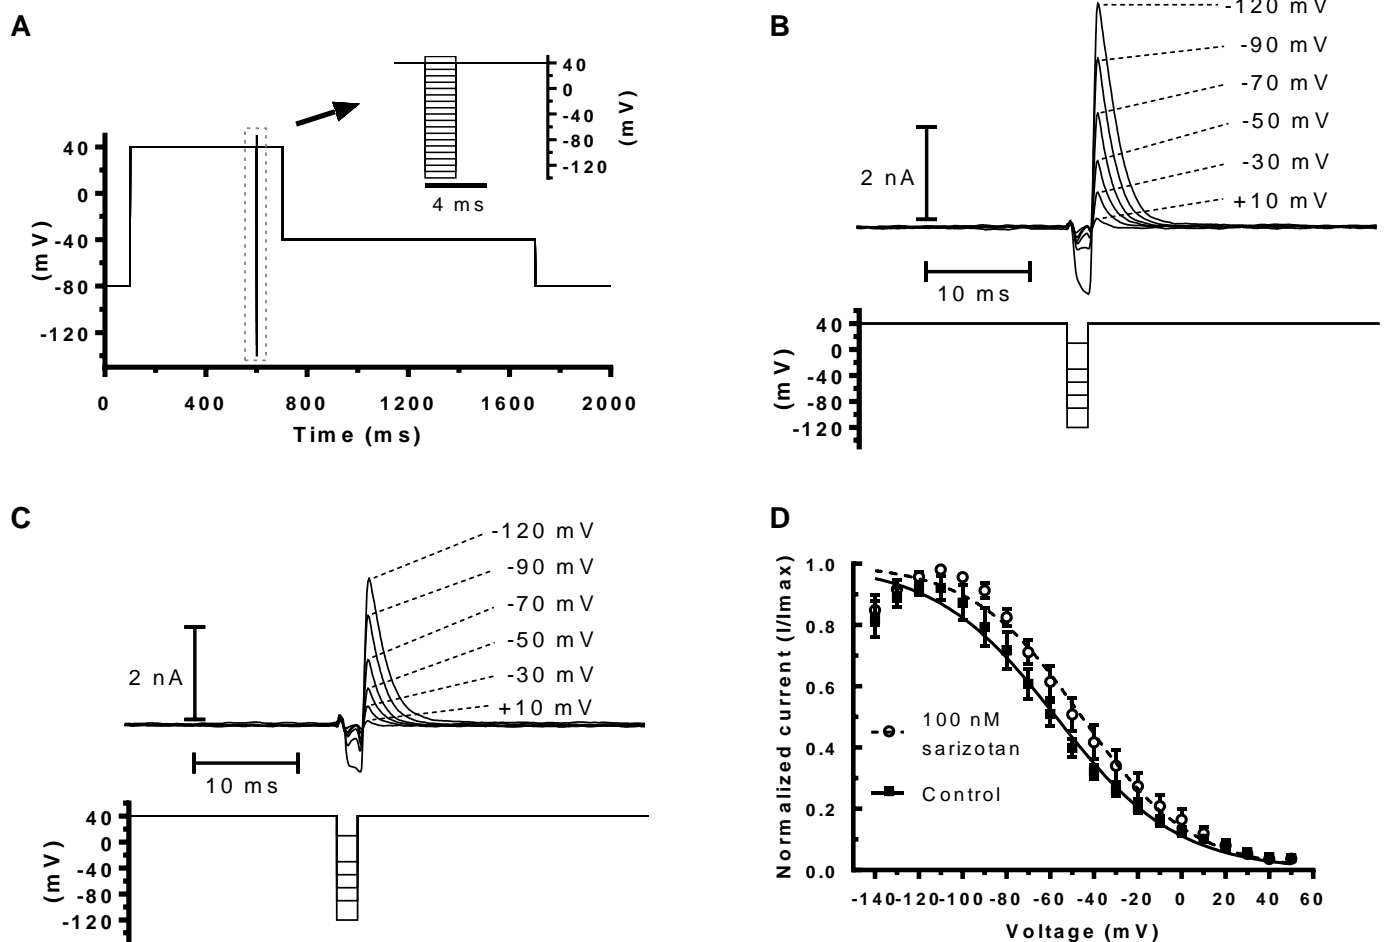 A
40
0
-40
-80
-120
(mV)
0
400
800
1200
1600
2000
Time (ms)
40
0
-40
-80
-120
(mV)
4 ms
B
-120 mV
-90 mV
-70 mV
-50 mV
-30 mV
+10 mV
2 nA
10 ms
40
0
-40
-80
-120
(mV)
C
-120 mV
-90 mV
-70 mV
-50 mV
-30 mV
+10 mV
2 nA
10 ms
40
0
-40
-80
-120
(mV)
D
1.0
0.8
0.6
0.4
0.2
0.0
Normalized current (I/Imax)
100 nM
sarizotan
Control
-140
-120
-100
-80
-60
-40
-20
0
20
40
60
Voltage (mV)